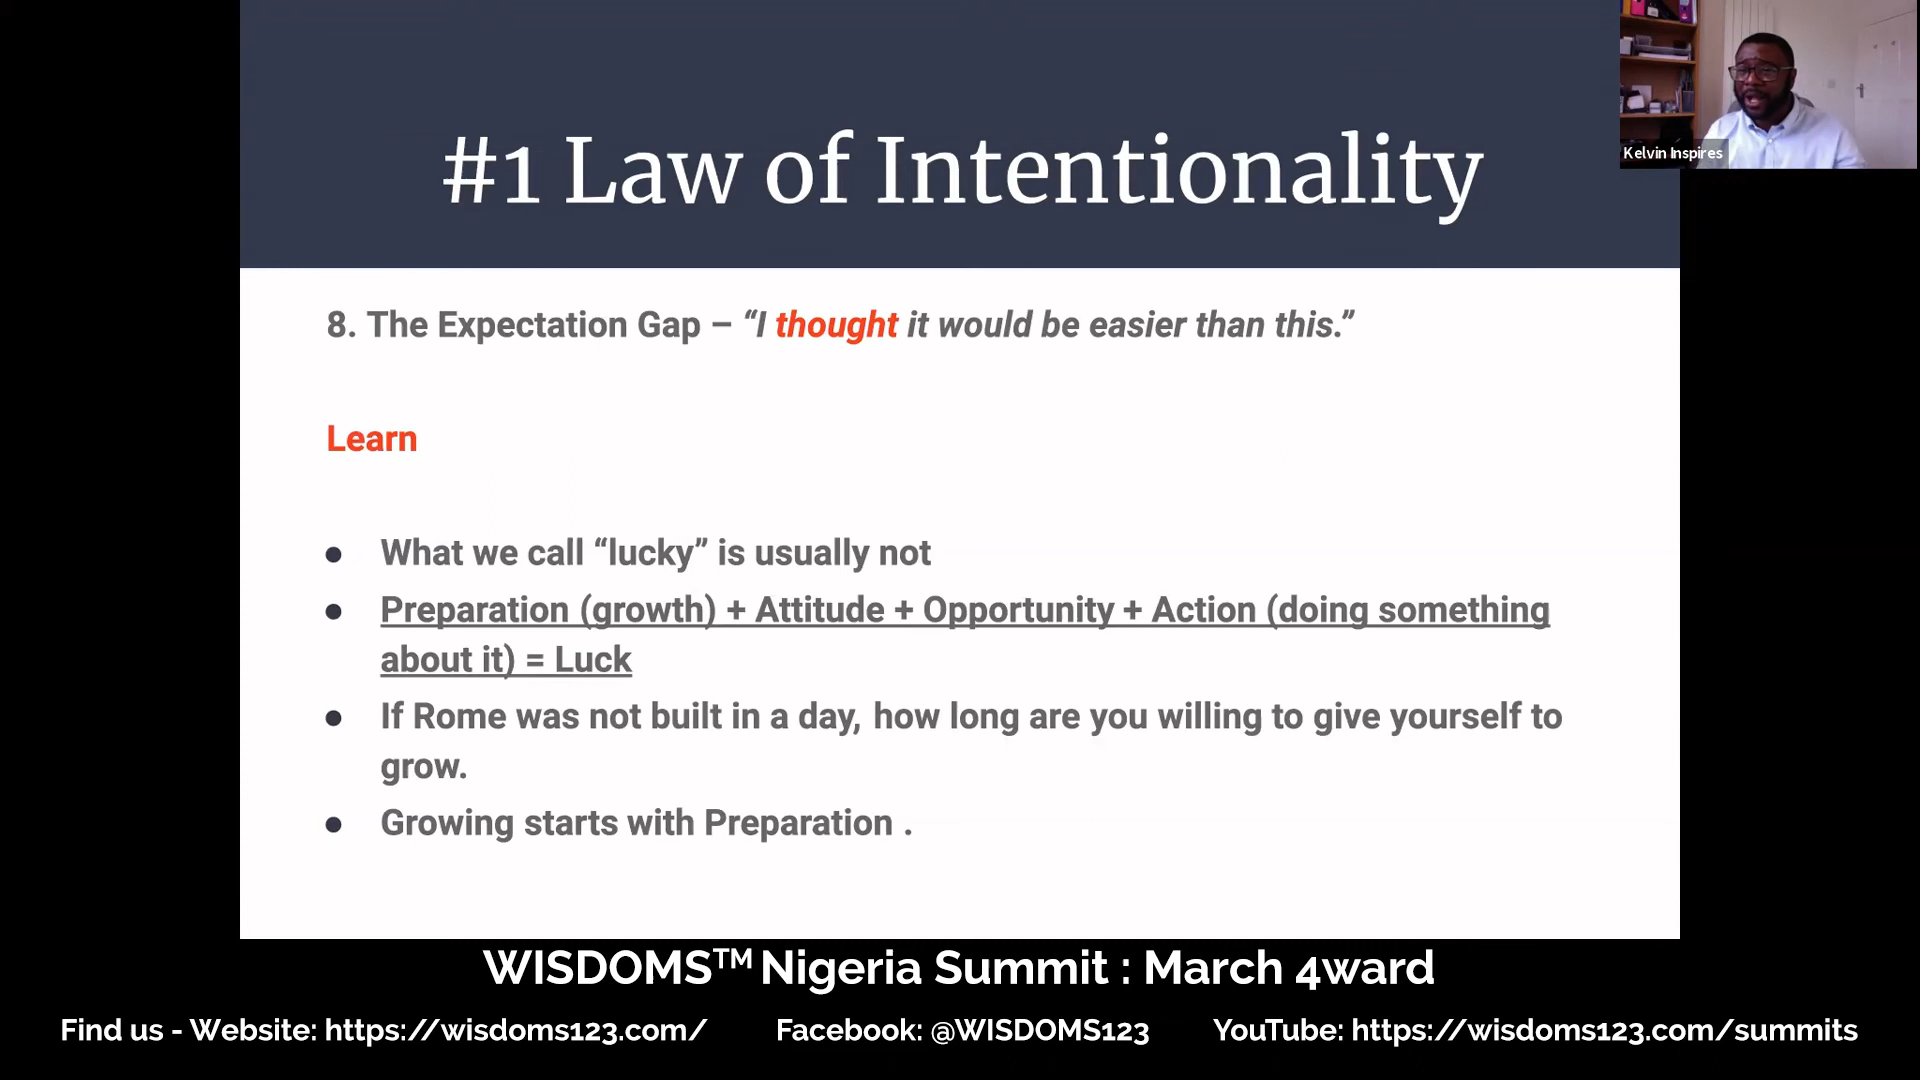 #1 Law of Intentionality
Kelvin Inspires
8. The Expectation Gap – “I thought it would be easier than this.”
Learn
● What we call “lucky” is usually not
● Preparation (growth) + Attitude + Opportunity + Action (doing something
about it) = Luck
● If Rome was not built in a day, how long are you willing to give yourself to
grow.
● Growing starts with Preparation .
WISDOMS™ Nigeria Summit : March 4ward
Find us - Website: https://wisdoms123.com/ Facebook: @WISDOMS123 YouTube: https://wisdoms123.com/summits